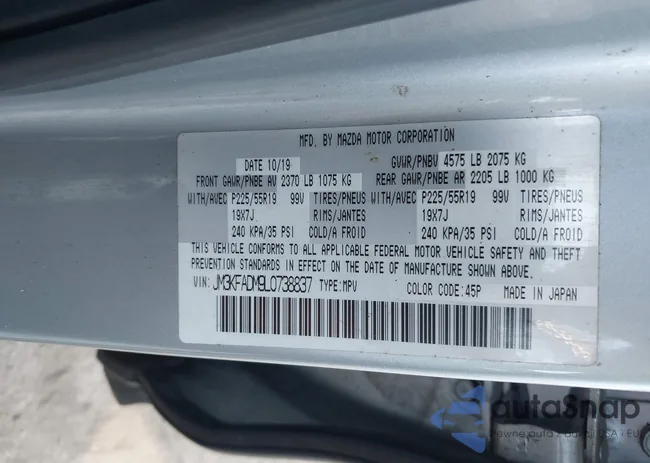 MFD. BY MAZDA MOTOR CORPORATION
DATE 10/19 GVWR/PNBV 4575 LB 2075 KG
FRONT GAWR/PNBE AV 2370 LB 1075 KG REAR GAWR/PNBE AR 2205 LB 1000 KG
WITH/AVEC P225/55R19 99V TIRES/PNEUS WITH/AVEC P225/55R19 99V TIRES/PNEUS
19X7J RIMS/JANTES 19X7J RIMS/JANTES
240 KPA/35 PSI COLD/A FROID 240 KPA/35 PSI COLD/A FROID
THIS VEHICLE CONFORMS TO ALL APPLICABLE FEDERAL MOTOR VEHICLE SAFETY AND THEFT
PREVENTION STANDARDS IN EFFECT ON THE DATE OF MANUFACTURE SHOWN ABOVE.
VIN: JM3KFADM9L0738837 TYPE: MPV COLOR CODE: 45P MADE IN JAPAN
autoSnap
Pewne auta z aukcji USA i EU